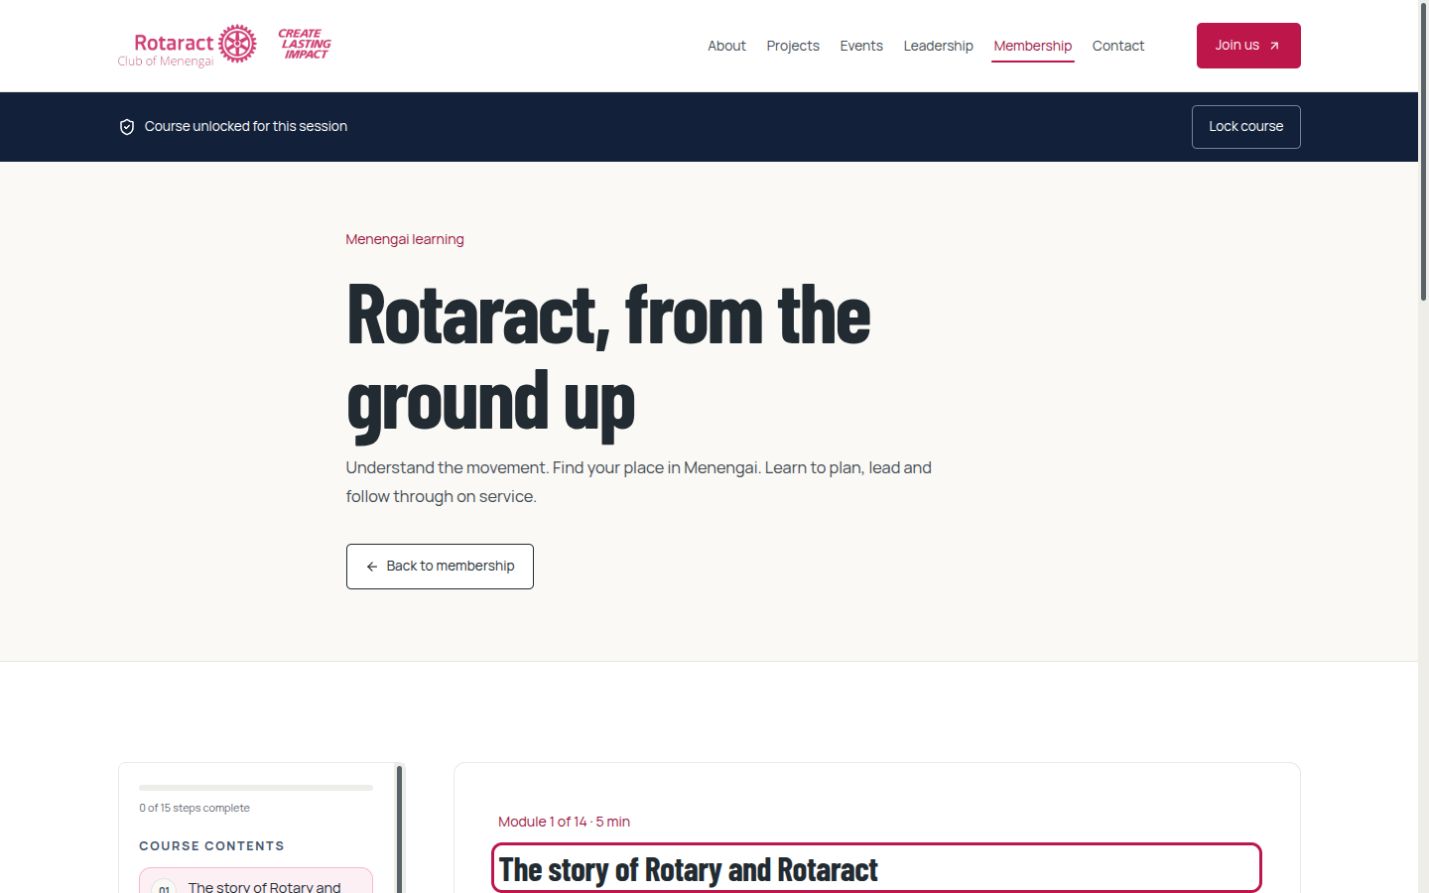 Rotaract
Club of Menengai
CREATE
LASTING
IMPACT
About
Projects
Events
Leadership
Membership
Contact
Join us
Course unlocked for this session
Lock course
Menengai learning
Rotaract, from the
ground up
Understand the movement. Find your place in Menengai. Learn to plan, lead and
follow through on service.
Back to membership
0 of 15 steps complete
COURSE CONTENTS
01
The story of Rotary and
Module 1 of 14 · 5 min
The story of Rotary and Rotaract